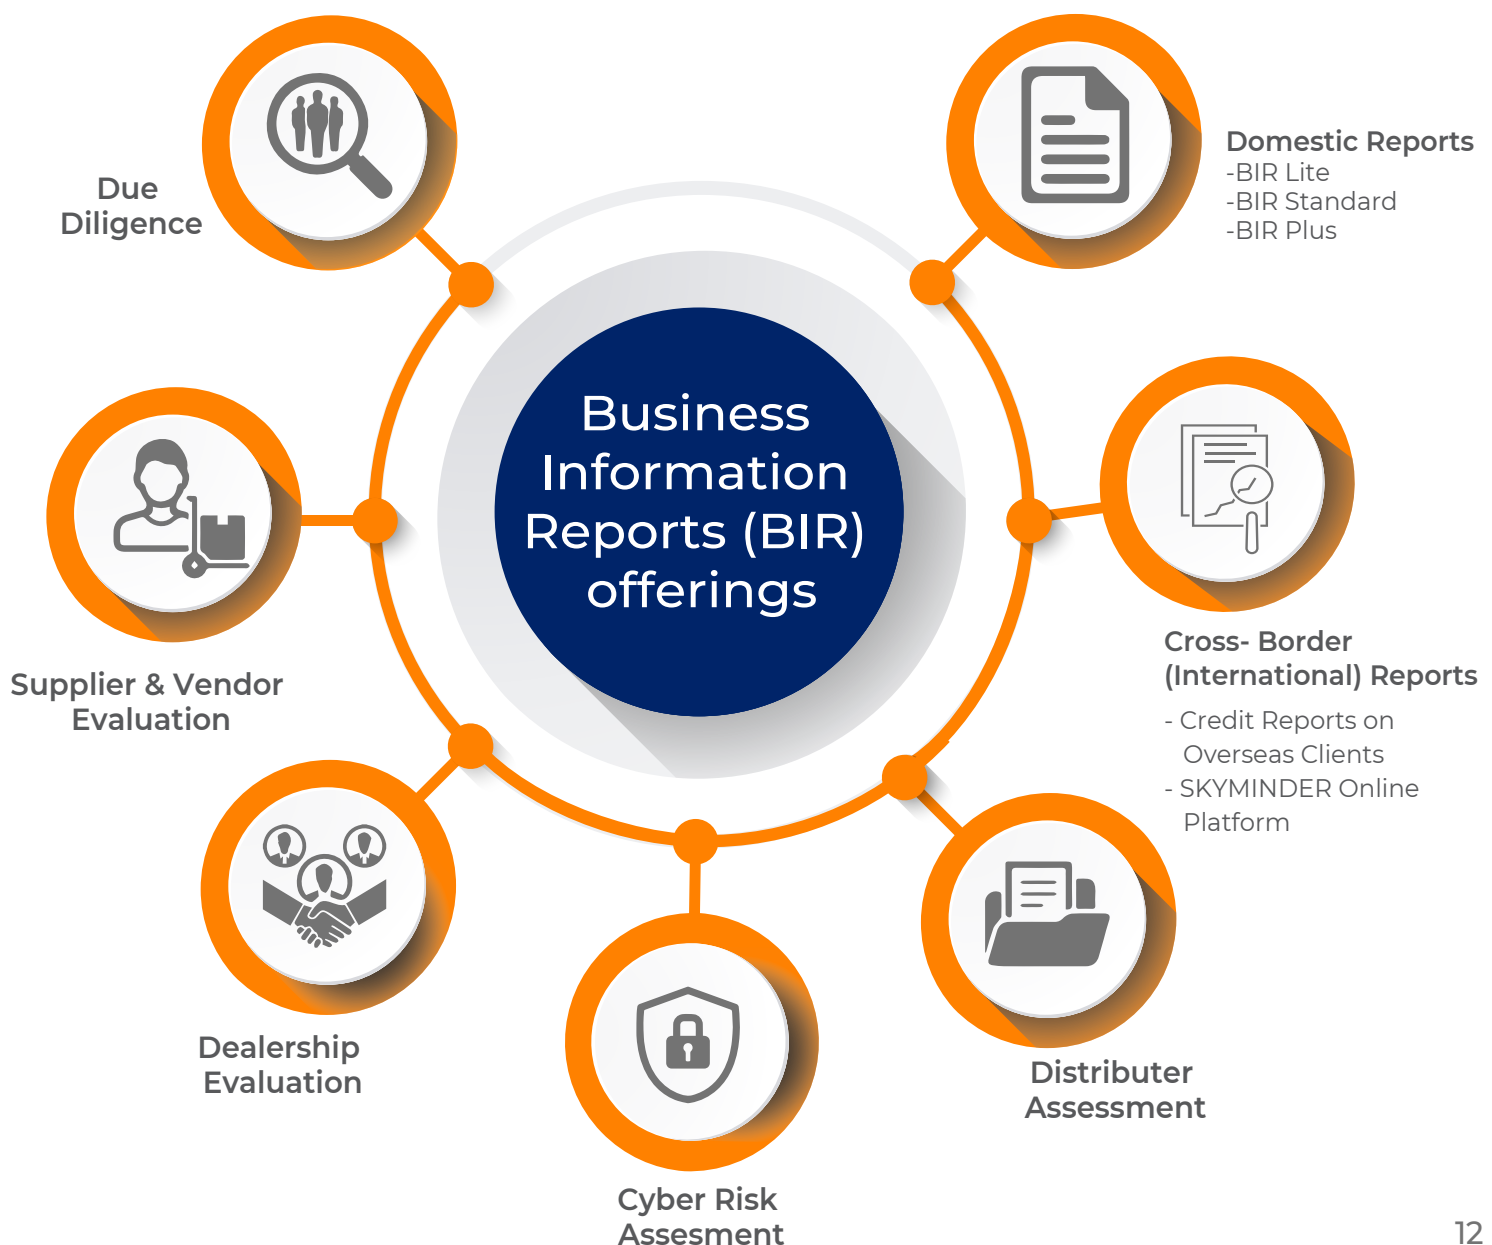 Business
Information
Reports (BIR)
offerings
Domestic Reports
-BIR Lite
-BIR Standard
-BIR Plus
Cross- Border
(International) Reports
- Credit Reports on
Overseas Clients
- SKYMINDER Online
Platform
Distributer
Assessment
Cyber Risk
Assesment
Dealership
Evaluation
Supplier & Vendor
Evaluation
Due
Diligence
12